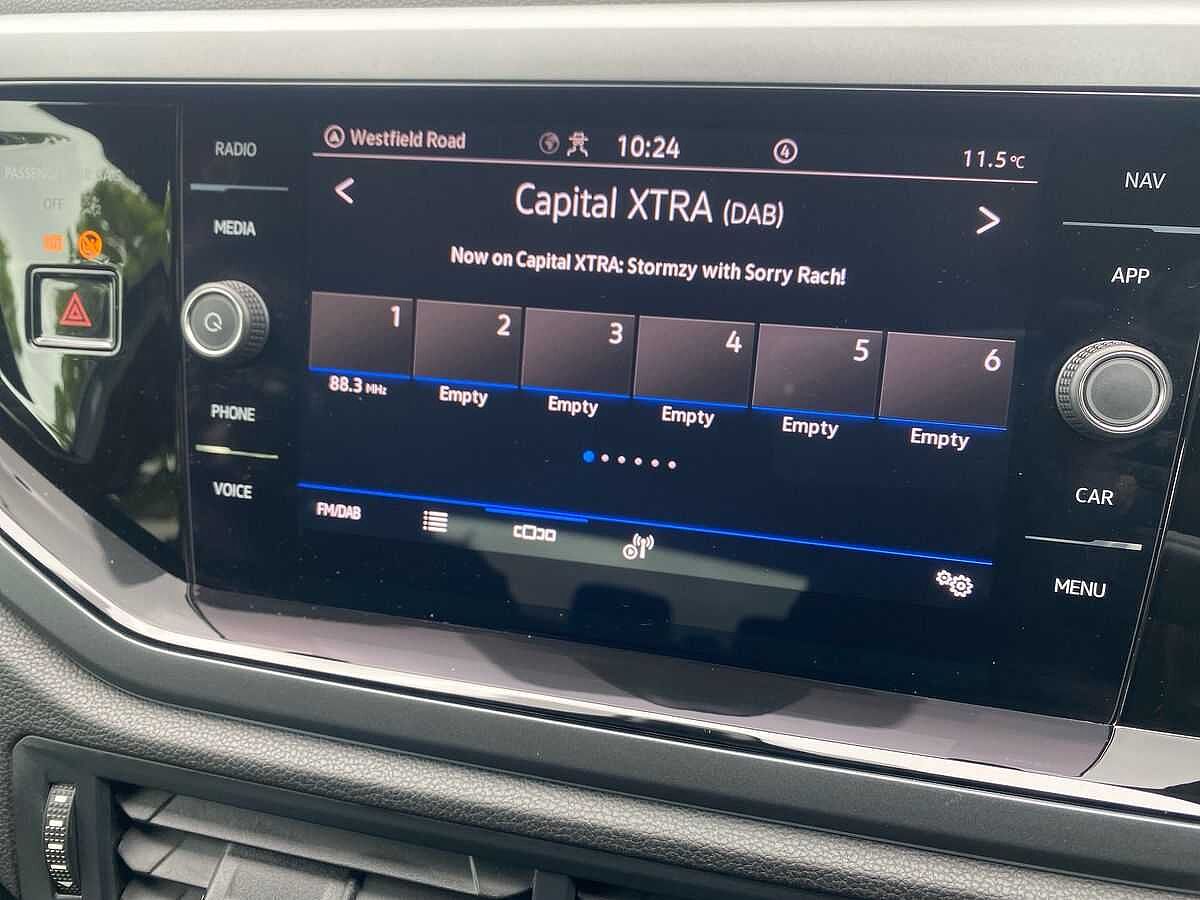 Westfield Road
10:24
4
11.5°C
RADIO
MEDIA
PHONE
VOICE
OFF
Capital XTRA (DAB)
Now on Capital XTRA: Stormzy with Sorry Rach!
1
2
3
4
5
6
88.3 MHz
Empty
Empty
Empty
Empty
Empty
FM/DAB
NAV
APP
CAR
MENU